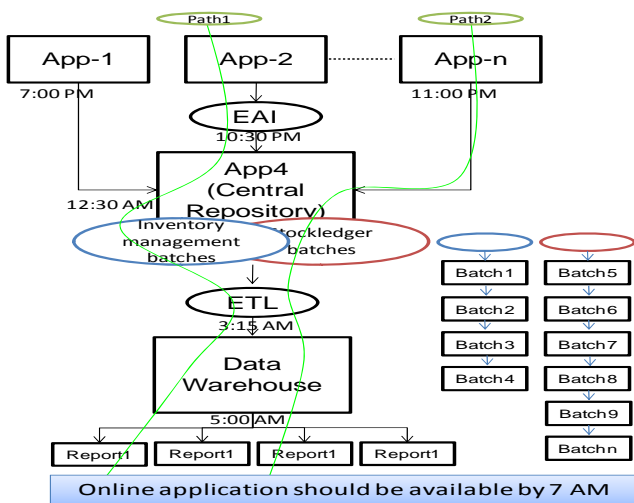 Path1
Path2
App-1
App-2
App-n
7:00 PM
11:00 PM
EAI
10:30 PM
App4
(Central
Repository)
12:30 AM
Inventory
management
batches
Stockledger
batches
ETL
3:15 AM
Data
Warehouse
5:00 AM
Report1
Report1
Report1
Report1
Batch1
Batch2
Batch3
Batch4
Batch5
Batch6
Batch7
Batch8
Batch9
Batchn
Online application should be available by 7 AM